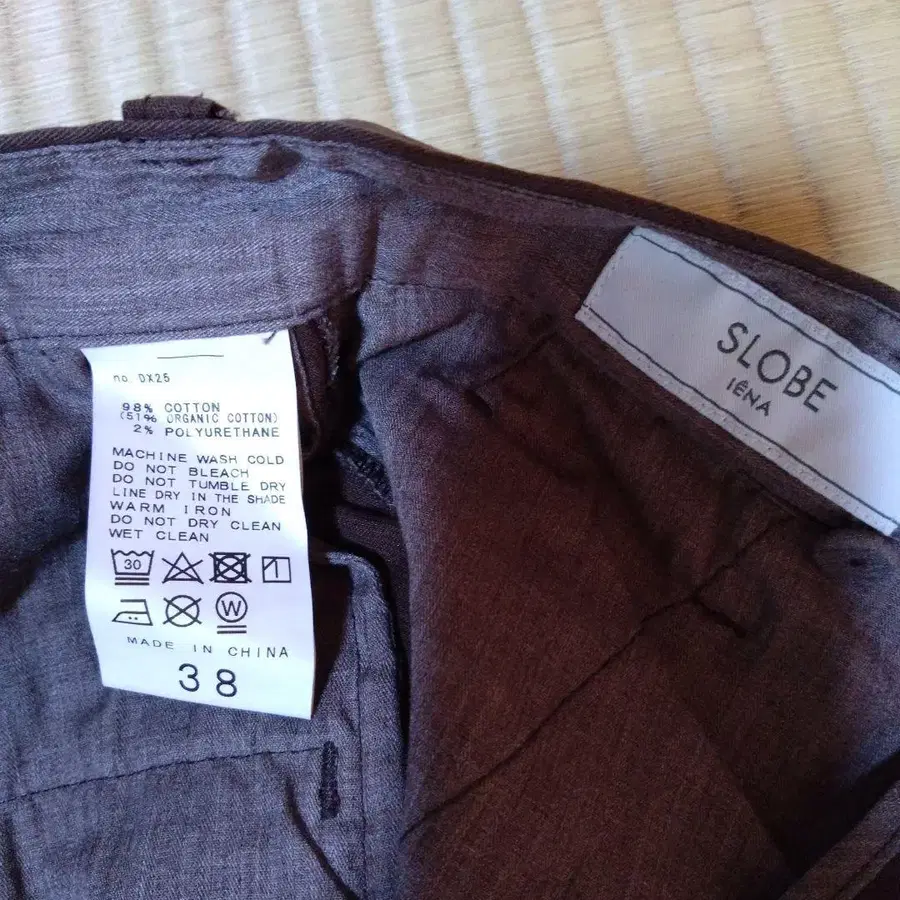 no. DX25
98% COTTON
(51% ORGANIC COTTON)
2% POLYURETHANE
MACHINE WASH COLD
DO NOT BLEACH
DO NOT TUMBLE DRY
LINE DRY IN THE SHADE
WARM IRON
DO NOT DRY CLEAN
WET CLEAN
30
W
MADE IN CHINA
38
SLOBE
IÉNA